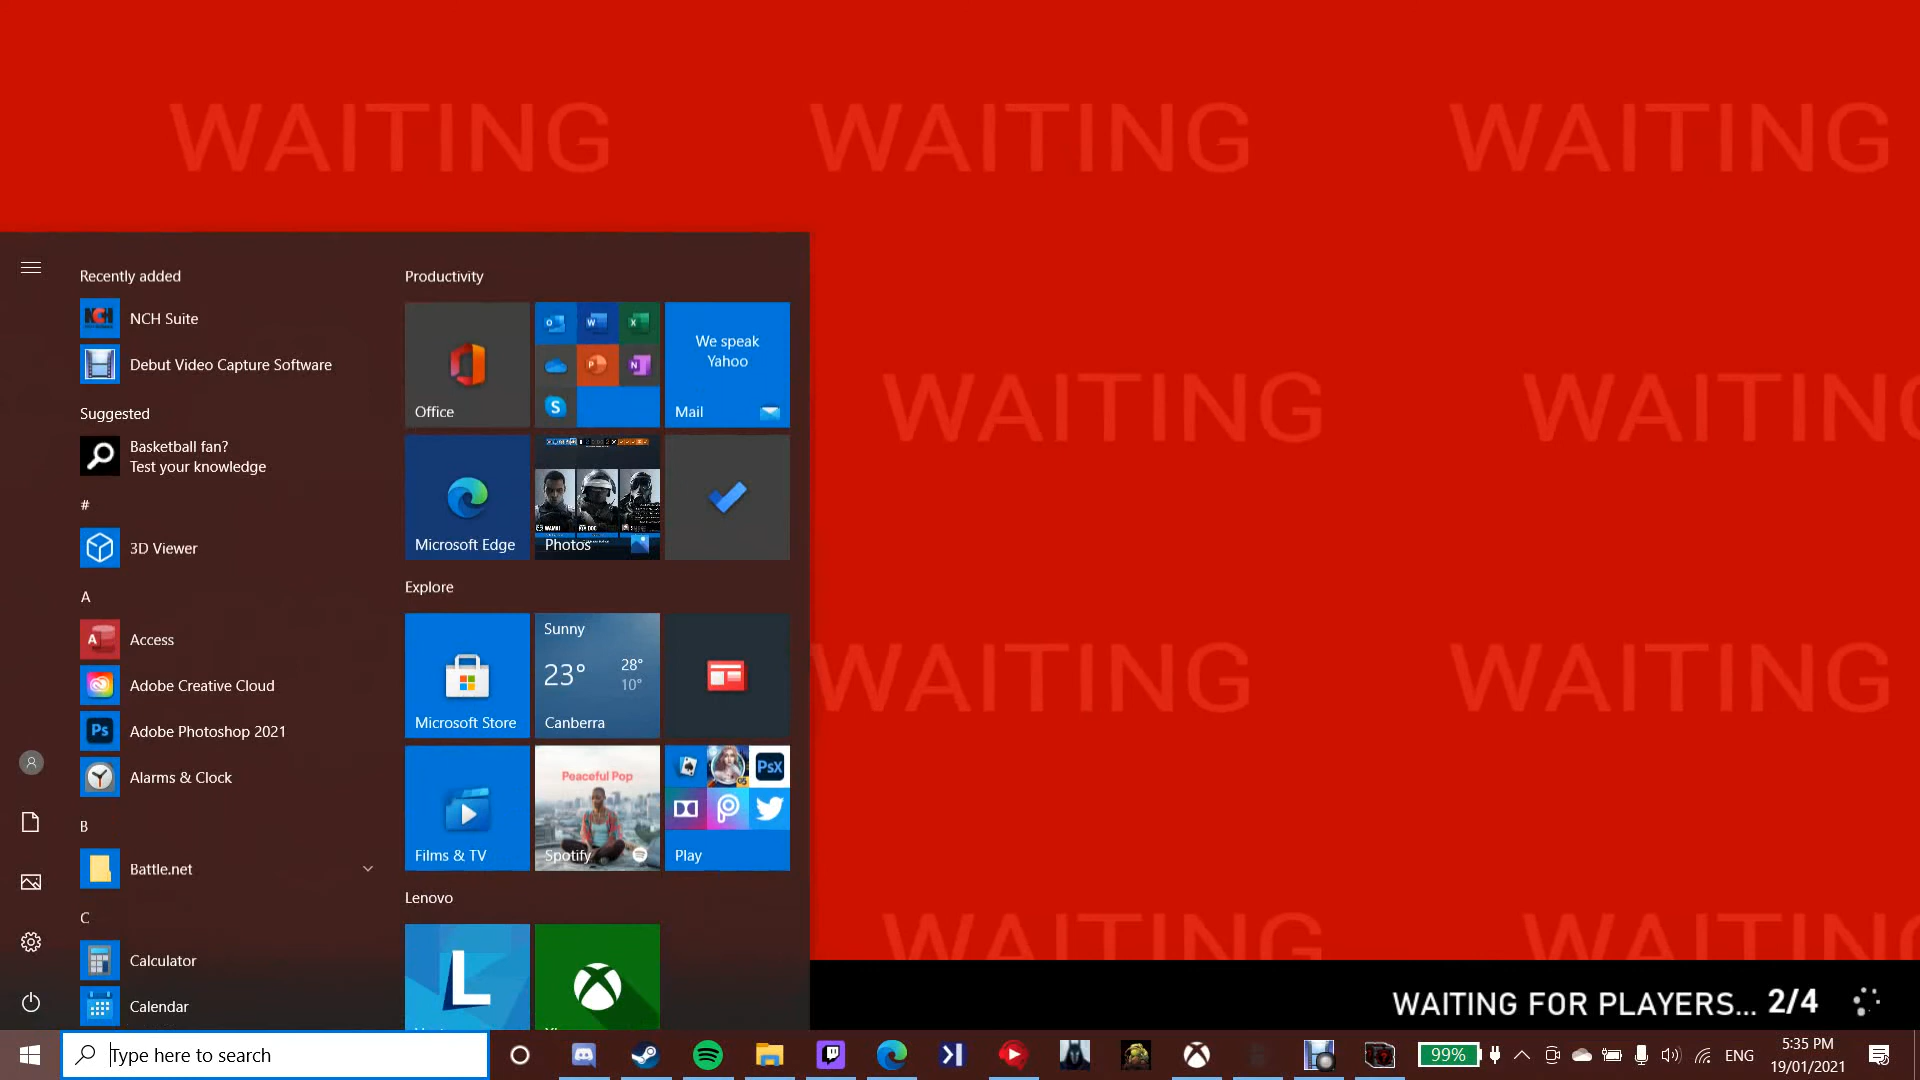 WAITING WAITING WAITING
WAITING WAITING
WAITING WAITING
WAITING WAITING
Recently added
NCH Suite
Debut Video Capture Software
Suggested
Basketball fan?
Test your knowledge
#
3D Viewer
A
Access
Adobe Creative Cloud
Ps
Adobe Photoshop 2021
Alarms & Clock
B
Battle.net
C
Calculator
Calendar
Productivity
Office
We speak
Yahoo
Mail
Microsoft Edge
Photos
Explore
Microsoft Store
Sunny
23° 28°
10°
Canberra
Films & TV
Peaceful Pop
Spotify
PsX
Play
Lenovo
L
WAITING FOR PLAYERS... 2/4
Type here to search
99%
ENG
5:35 PM
19/01/2021